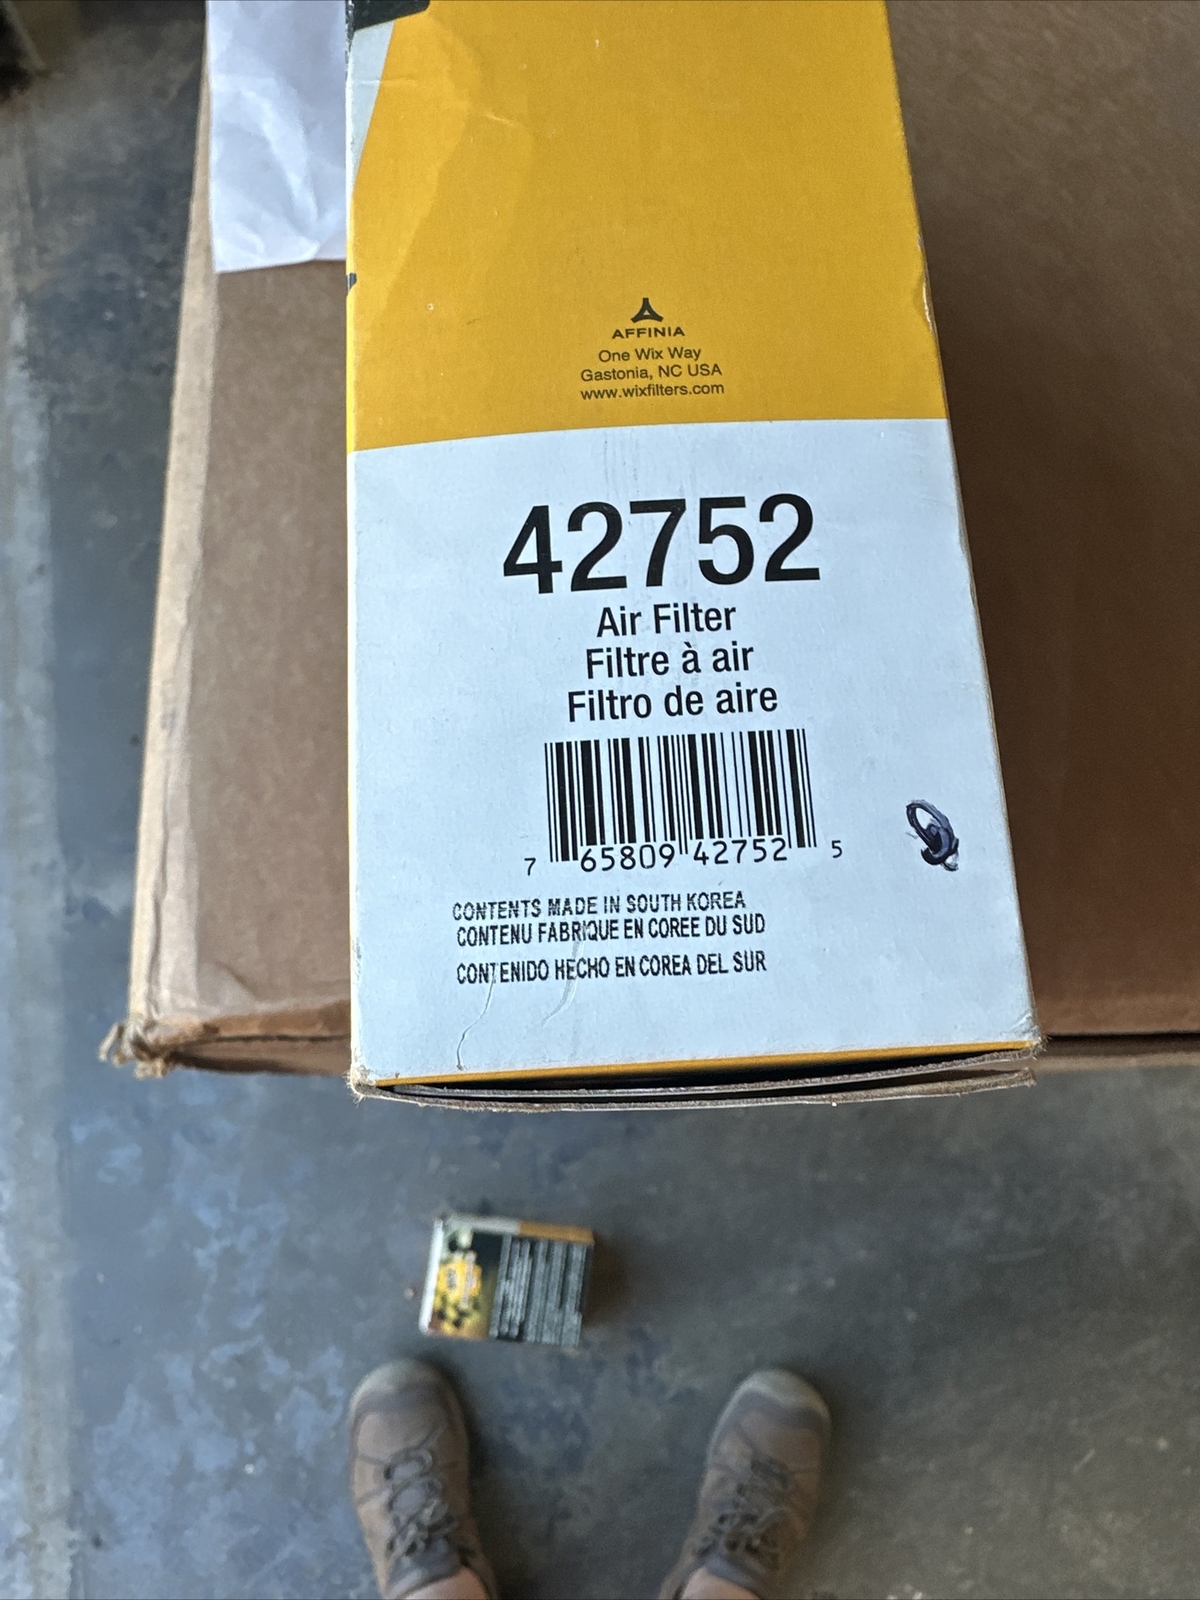 AFFINIA
One Wix Way
Gastonia, NC USA
www.wixfilters.com
42752
Air Filter
Filtre à air
Filtro de aire
7 65809 42752 5
CONTENTS MADE IN SOUTH KOREA
CONTENU FABRIQUE EN COREE DU SUD
CONTENIDO HECHO EN COREA DEL SUR